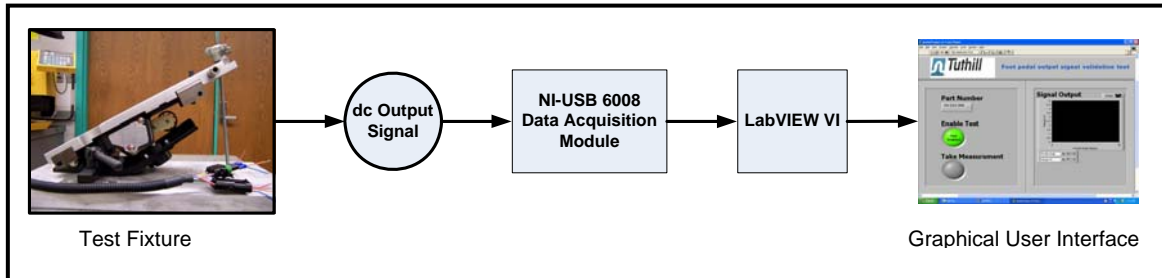 dc Output
Signal
NI-USB 6008
Data Acquisition
Module
LabVIEW VI
Tuthill
Foot pedal output signal validation test
Part Number
Enable Test
Take Measurement
Signal Output
Test Fixture
Graphical User Interface